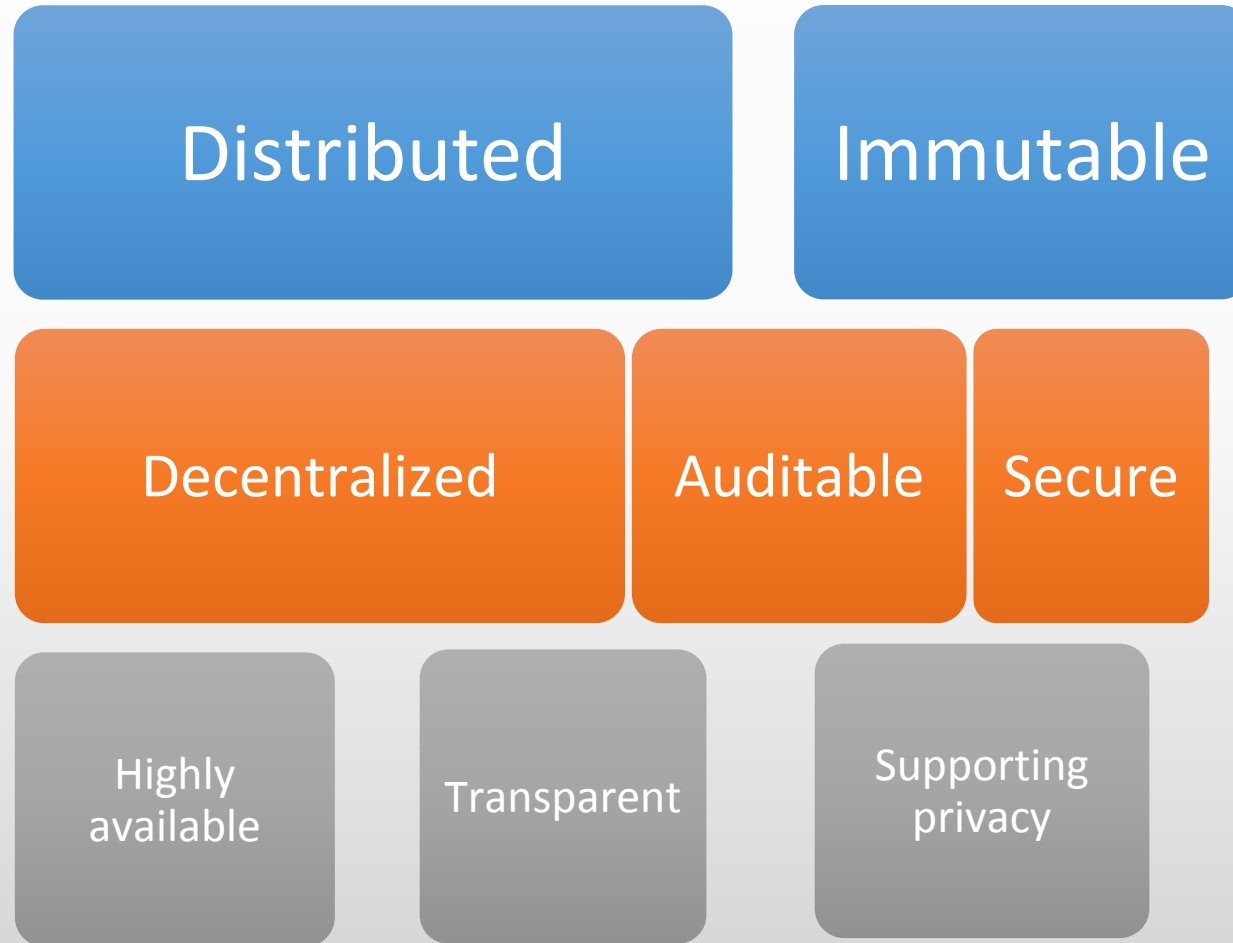 Distributed
Immutable
Decentralized
Auditable
Secure
Highly
available
Transparent
Supporting
privacy